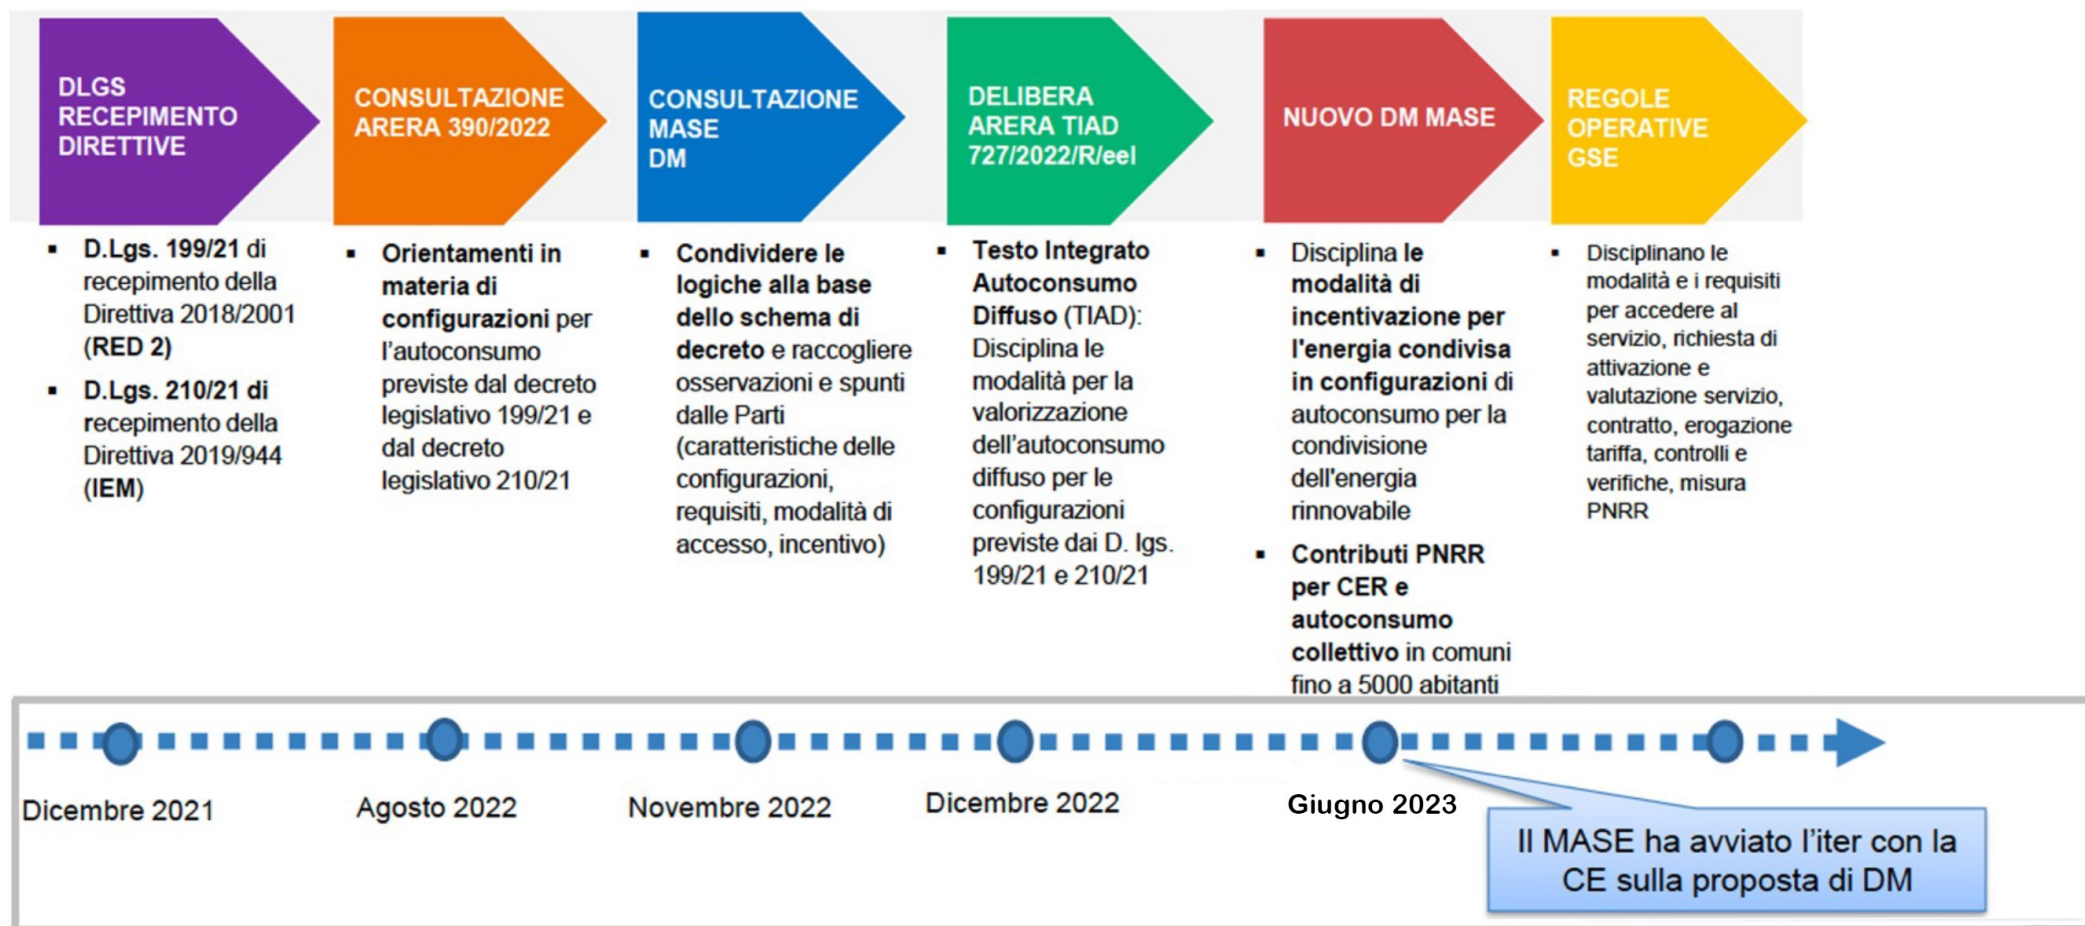 DLGS
RECEPIMENTO
DIRETTIVE
CONSULTAZIONE
ARERA 390/2022
CONSULTAZIONE
MASE
DM
DELIBERA
ARERA TIAD
727/2022/R/eel
NUOVO DM MASE
REGOLE
OPERATIVE
GSE
▪ D.Lgs. 199/21 di
recepimento della
Direttiva 2018/2001
(RED 2)
▪ D.Lgs. 210/21 di
recepimento della
Direttiva 2019/944
(IEM)
▪ Orientamenti in
materia di
configurazioni per
l’autoconsumo
previste dal decreto
legislativo 199/21 e
dal decreto
legislativo 210/21
▪ Condividere le
logiche alla base
dello schema di
decreto e raccogliere
osservazioni e spunti
dalle Parti
(caratteristiche delle
configurazioni,
requisiti, modalità di
accesso, incentivo)
▪ Testo Integrato
Autoconsumo
Diffuso (TIAD):
Disciplina le
modalità per la
valorizzazione
dell’autoconsumo
diffuso per le
configurazioni
previste dai D. lgs.
199/21 e 210/21
▪ Disciplina le
modalità di
incentivazione per
l'energia condivisa
in configurazioni di
autoconsumo per la
condivisione
dell'energia
rinnovabile
▪ Contributi PNRR
per CER e
autoconsumo
collettivo in comuni
fino a 5000 abitanti
▪ Disciplinano le
modalità e i requisiti
per accedere al
servizio, richiesta di
attivazione e
valutazione servizio,
contratto, erogazione
tariffa, controlli e
verifiche, misura
PNRR
Dicembre 2021
Agosto 2022
Novembre 2022
Dicembre 2022
Giugno 2023
Il MASE ha avviato l’iter con la
CE sulla proposta di DM